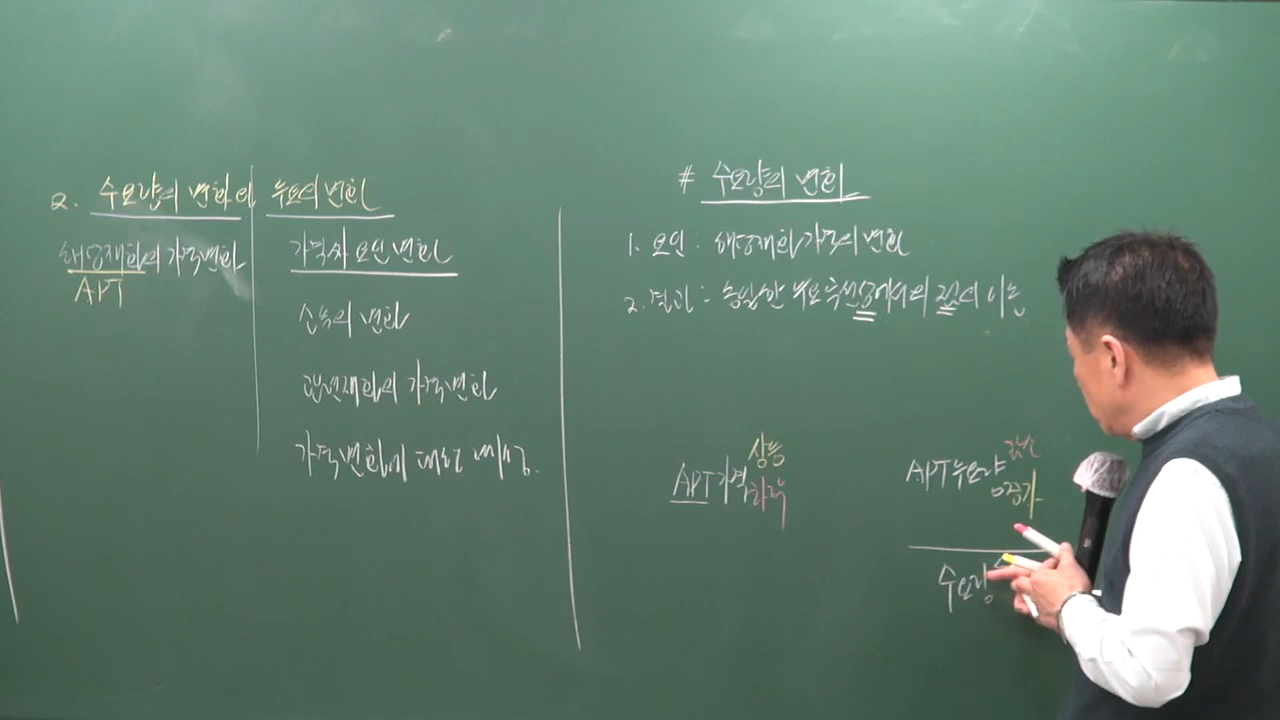 2. 수요량의 변화와 수요의 변화
해당재화의 가격변화
APT
가격外 요인변화
소득의 변화
관련재화의 가격변화
가격변화에 대한 예상.
# 수요량의 변화
1. 요인 : 해당재화가격의 변화
2. 결과 : 동일한 수요곡선상에서의 점의 이동
APT가격 상승
하락
APT수요량 감소
증가
수요량